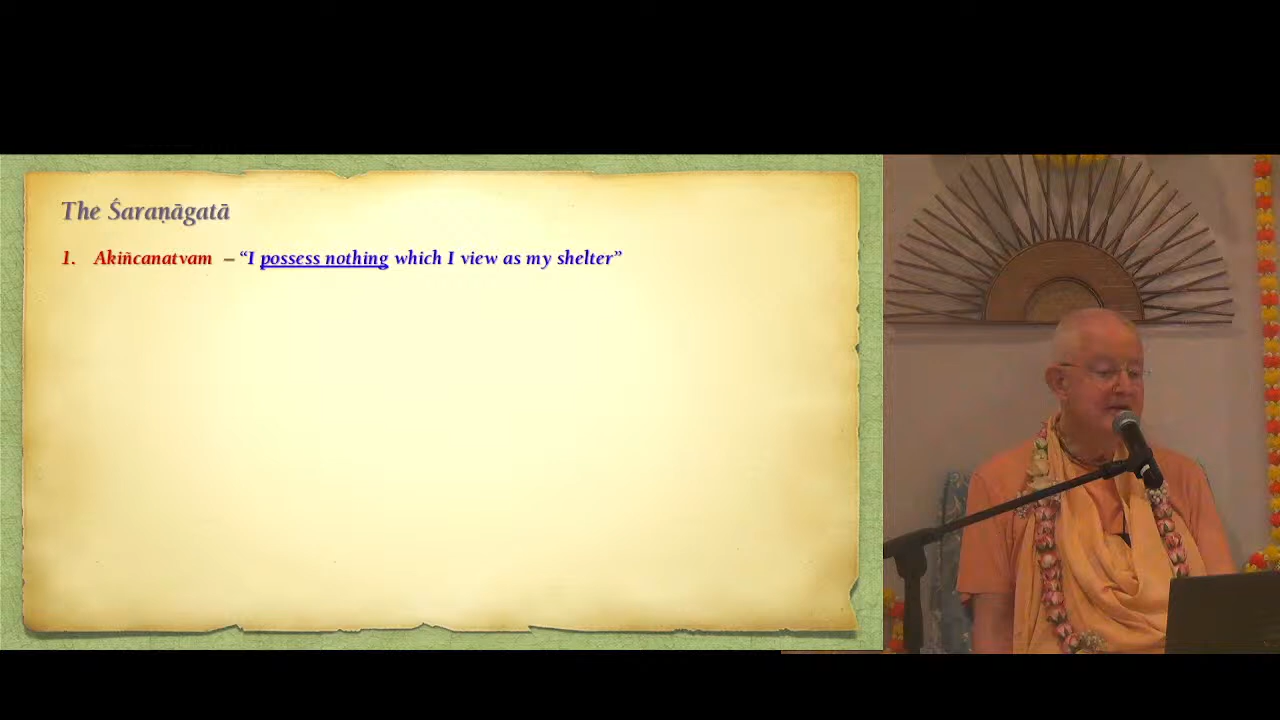 The Śaraṇāgatā
1. Akiñcanatvam – “I possess nothing which I view as my shelter”